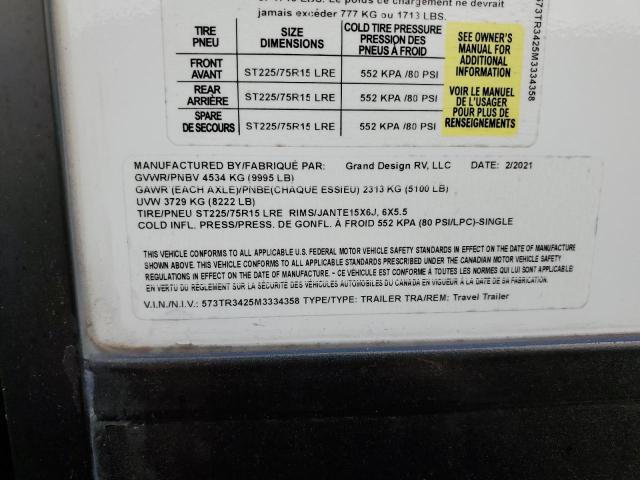 Le poids de chargement ne devrait
jamais excéder 777 KG ou 1713 LBS.
TIRE
PNEU
SIZE
DIMENSIONS
COLD TIRE PRESSURE
PRESSION DES
PNEUS À FROID
FRONT
AVANT
ST225/75R15 LRE
552 KPA /80 PSI
REAR
ARRIÈRE
ST225/75R15 LRE
552 KPA /80 PSI
SPARE
DE SECOURS
ST225/75R15 LRE
552 KPA /80 PSI
SEE OWNER'S
MANUAL FOR
ADDITIONAL
INFORMATION
VOIR LE MANUEL
DE L'USAGER
POUR PLUS DE
RENSEIGNEMENTS
573TR3425M3334358
MANUFACTURED BY/FABRIQUÉ PAR: Grand Design RV, LLC DATE: 2/2021
GVWR/PNBV 4534 KG (9995 LB)
GAWR (EACH AXLE)/PNBE(CHAQUE ESSIEU) 2313 KG (5100 LB)
UVW 3729 KG (8222 LB)
TIRE/PNEU ST225/75R15 LRE RIMS/JANTE15X6J, 6X5.5
COLD INFL. PRESS/PRESS. DE GONFL. À FROID 552 KPA (80 PSI/LPC)-SINGLE
THIS VEHICLE CONFORMS TO ALL APPLICABLE U.S. FEDERAL MOTOR VEHICLE SAFETY STANDARDS IN EFFECT ON THE DATE OF MANUFACTURE
SHOWN ABOVE. THIS VEHICLE CONFORMS TO ALL APPLICABLE STANDARDS PRESCRIBED UNDER THE CANADIAN MOTOR VEHICLE SAFETY
REGULATIONS IN EFFECT ON THE DATE OF MANUFACTURE - CE VÉHICULE EST CONFORME À TOUTES LES NORMES QUI LUI SONT APPLICABLES
EN VERTU DU RÈGLEMENT SUR LA SÉCURITÉ DES VÉHICULES AUTOMOBILES DU CANADA EN VIGUEUR À LA DATE DE SA FABRICATION.
V.I.N./N.I.V.: 573TR3425M3334358 TYPE/TYPE: TRAILER TRA/REM: Travel Trailer